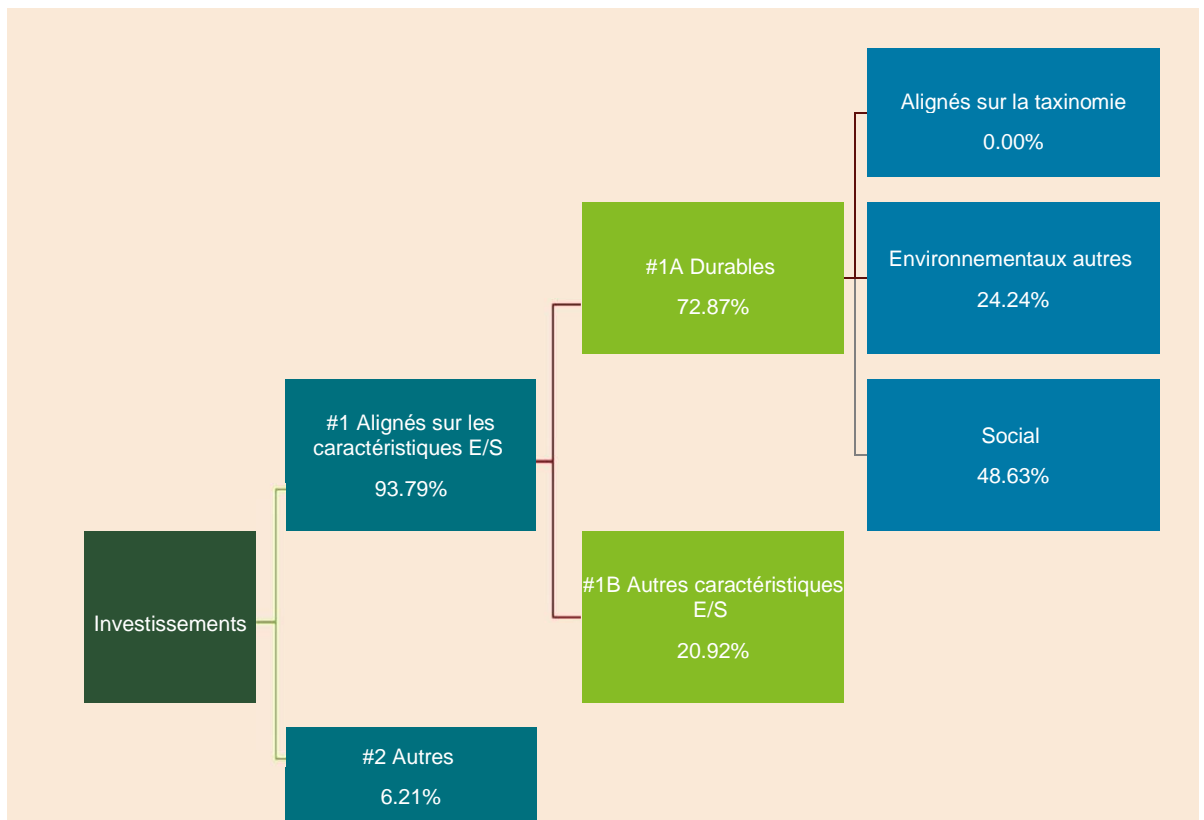 Alignés sur la taxinomie
0.00%
#1A Durables
72.87%
Environnementaux autres
24.24%
#1 Alignés sur les
caractéristiques E/S
93.79%
Social
48.63%
Investissements
#1B Autres caractéristiques
E/S
20.92%
#2 Autres
6.21%